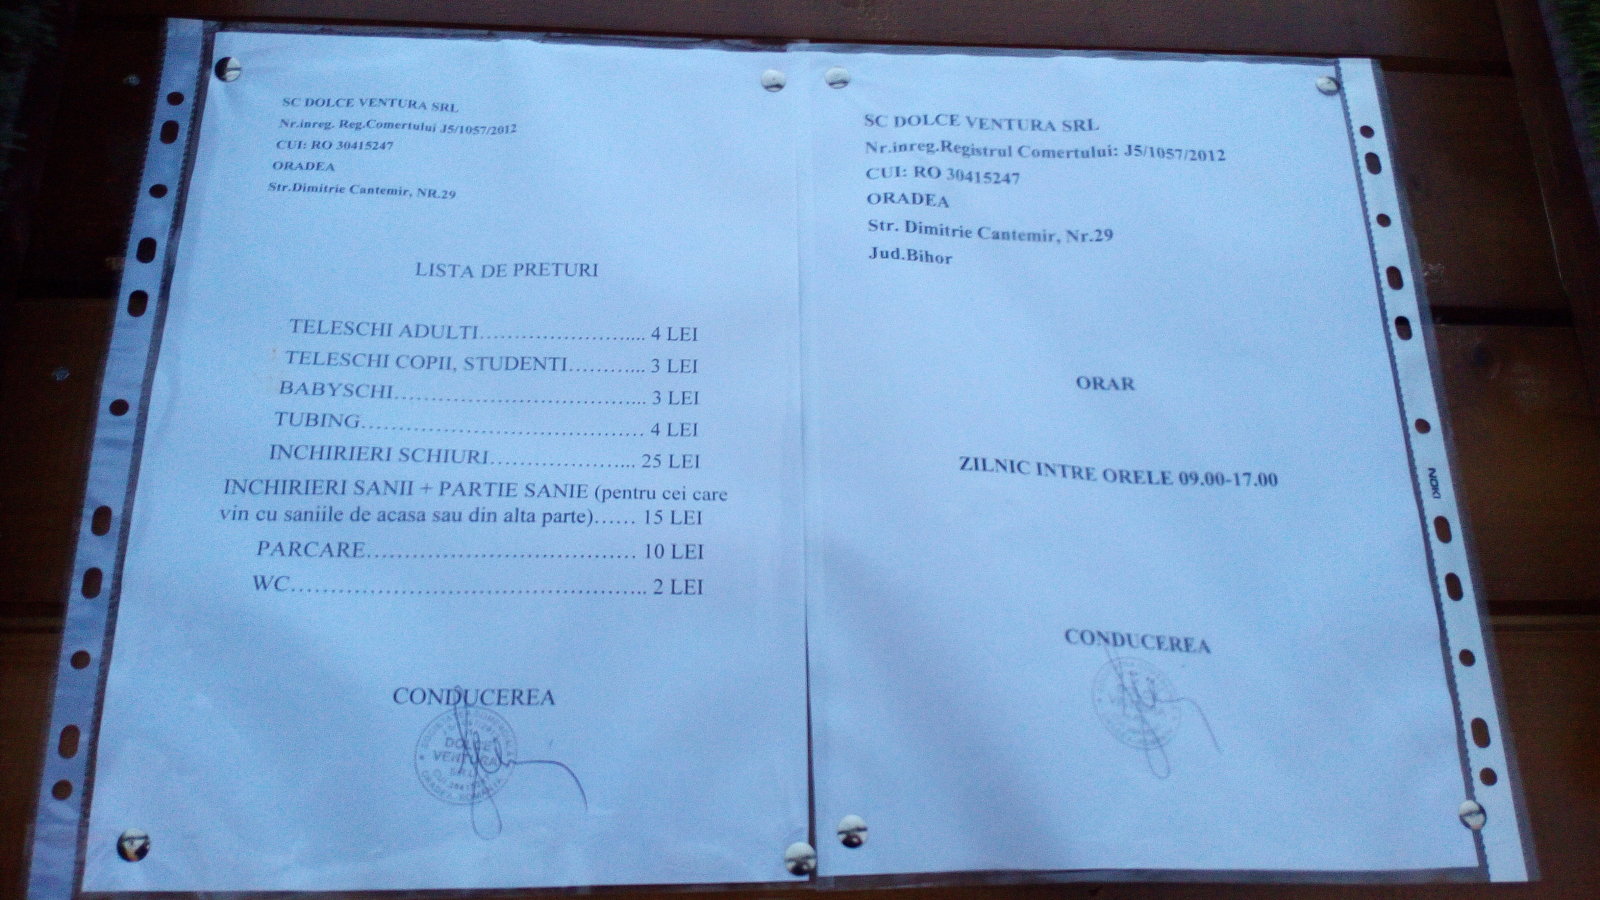 SC DOLCE VENTURA SRL
Nr.inreg. Reg.Comertului J5/1057/2012
CUI: RO 30415247
ORADEA
Str.Dimitrie Cantemir, NR.29
LISTA DE PRETURI
TELESCHI ADULTI........................ 4 LEI
TELESCHI COPII, STUDENTI............ 3 LEI
BABYSCHI.................................... 3 LEI
TUBING........................................ 4 LEI
INCHIRIERI SCHIURI..................... 25 LEI
INCHIRIERI SANII + PARTIE SANIE (pentru cei care
vin cu saniile de acasa sau din alta parte)...... 15 LEI
PARCARE.................................... 10 LEI
WC................................................ 2 LEI
CONDUCEREA
DOLCE
VENTURA
SC DOLCE VENTURA SRL
Nr.inreg.Registrul Comertului: J5/1057/2012
CUI: RO 30415247
ORADEA
Str. Dimitrie Cantemir, Nr.29
Jud.Bihor
ORAR
ZILNIC INTRE ORELE 09.00-17.00
CONDUCEREA
NOKI